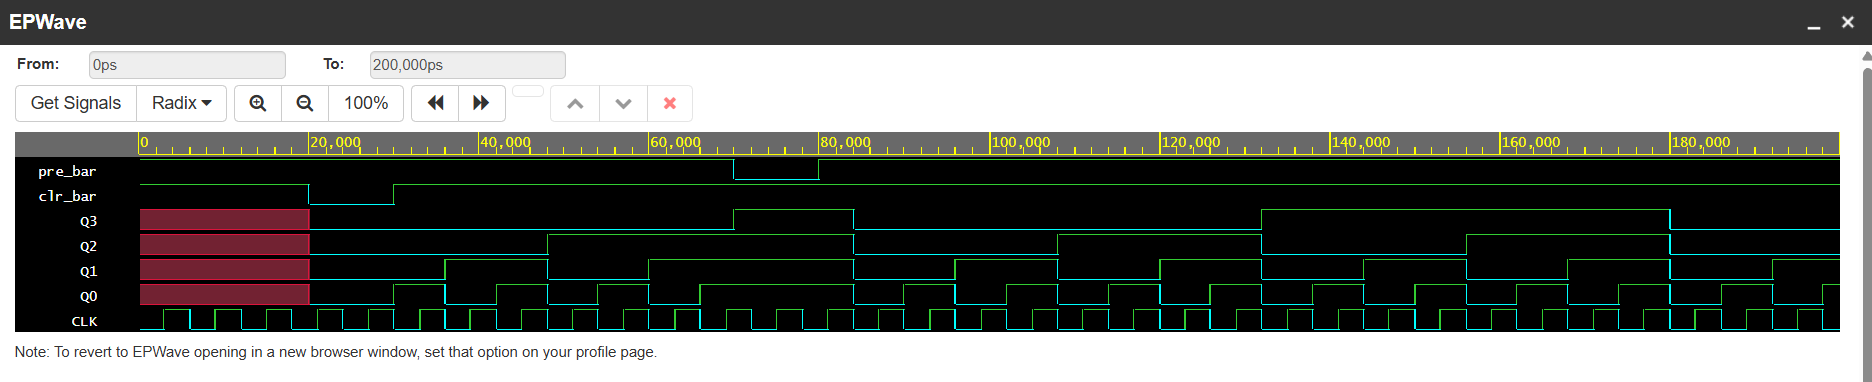 EPWave
From: 0ps To: 200,000ps
Get Signals Radix 100%
0 20,000 40,000 60,000 80,000 100,000 120,000 140,000 160,000 180,000
pre_bar
clr_bar
Q3
Q2
Q1
Q0
CLK
Note: To revert to EPWave opening in a new browser window, set that option on your profile page.